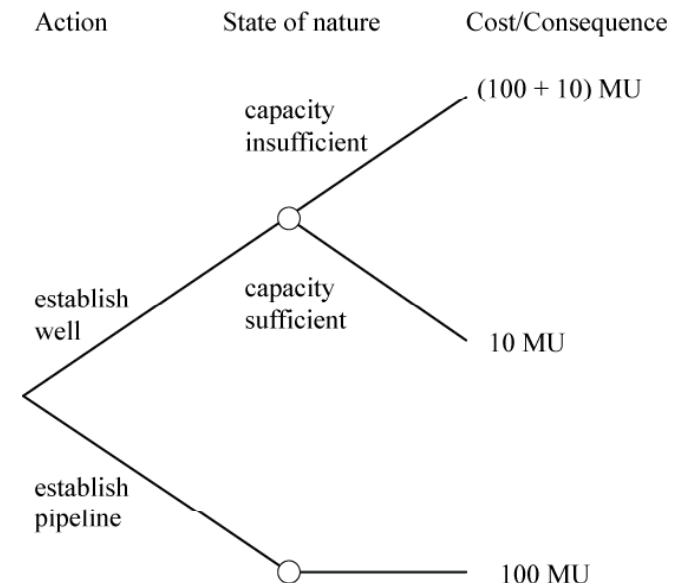 Action State of nature Cost/Consequence
(100 + 10) MU
capacity
insufficient
establish
well
capacity
sufficient
10 MU
establish
pipeline
100 MU